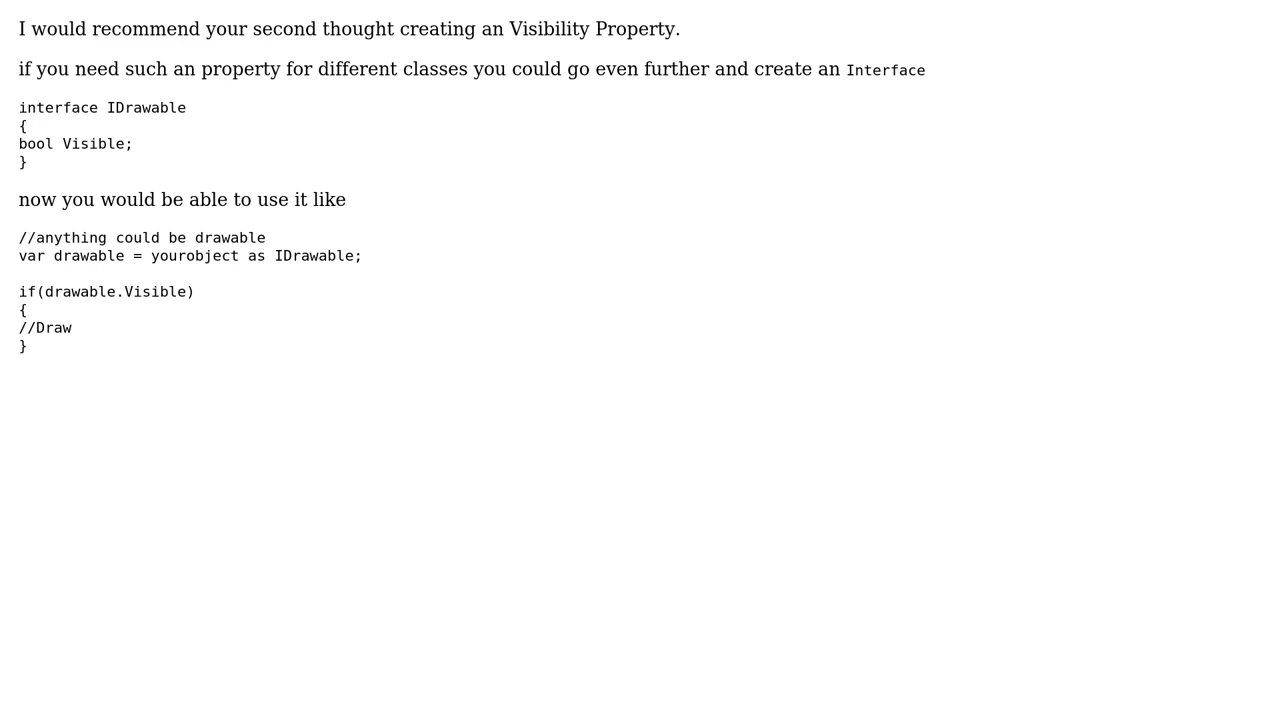 I would recommend your second thought creating an Visibility Property.
if you need such an property for different classes you could go even further and create an Interface
interface IDrawable
{
bool Visible;
}
now you would be able to use it like
//anything could be drawable
var drawable = yourobject as IDrawable;
if(drawable.Visible)
{
//Draw
}